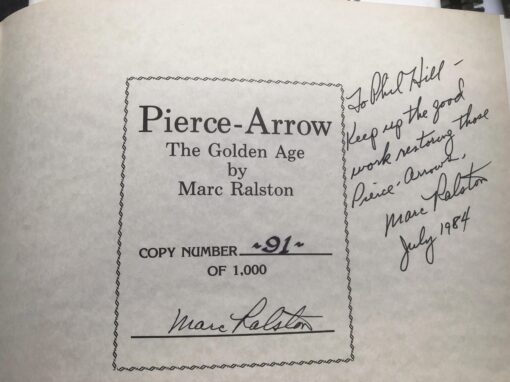 Pierce-Arrow
The Golden Age
by
Marc Ralston
COPY NUMBER ~91~
OF 1,000
Marc Ralston
To Phil Hill –
Keep up the good
work restoring those
Pierce-Arrows,
Marc Ralston
July 1984